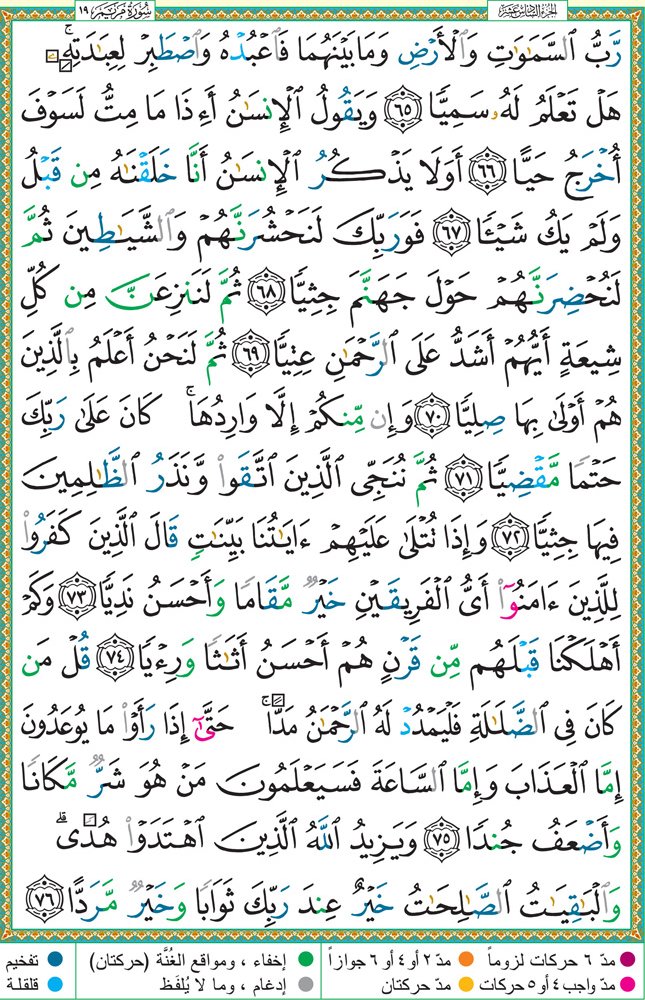 الجزء السادس عشر
سُورَةُ مَرْيَم ١٩
رَّبُّ ٱلسَّمَـٰوَٰتِ وَٱلْأَرْضِ وَمَا بَيْنَهُمَا فَٱعْبُدْهُ وَٱصْطَبِرْ لِعِبَـٰدَتِهِۦۚ
هَلْ تَعْلَمُ لَهُۥ سَمِيًّا ٦٥ وَيَقُولُ ٱلْإِنسَـٰنُ أَءِذَا مَا مِتُّ لَسَوْفَ
أُخْرَجُ حَيًّا ٦٦ أَوَلَا يَذْكُرُ ٱلْإِنسَـٰنُ أَنَّا خَلَقْنَـٰهُ مِن قَبْلُ
وَلَمْ يَكُ شَيْـًٔا ٦٧ فَوَرَبِّكَ لَنَحْشُرَنَّهُمْ وَٱلشَّيَـٰطِينَ ثُمَّ
لَنُحْضِرَنَّهُمْ حَوْلَ جَهَنَّمَ جِثِيًّا ٦٨ ثُمَّ لَنَنزِعَنَّ مِن كُلِّ
شِيعَةٍ أَيُّهُمْ أَشَدُّ عَلَى ٱلرَّحْمَـٰنِ عِتِيًّا ٦٩ ثُمَّ لَنَحْنُ أَعْلَمُ بِٱلَّذِينَ
هُمْ أَوْلَىٰ بِهَا صِلِيًّا ٧٠ وَإِن مِّنكُمْ إِلَّا وَارِدُهَاۚ كَانَ عَلَىٰ رَبِّكَ
حَتْمًا مَّقْضِيًّا ٧١ ثُمَّ نُنَجِّى ٱلَّذِينَ ٱتَّقَوا۟ وَّنَذَرُ ٱلظَّـٰلِمِينَ
فِيهَا جِثِيًّا ٧٢ وَإِذَا تُتْلَىٰ عَلَيْهِمْ ءَايَـٰتُنَا بَيِّنَـٰتٍ قَالَ ٱلَّذِينَ كَفَرُوا۟
لِلَّذِينَ ءَامَنُوٓا۟ أَىُّ ٱلْفَرِيقَيْنِ خَيْرٌ مَّقَامًا وَأَحْسَنُ نَدِيًّا ٧٣ وَكَمْ
أَهْلَكْنَا قَبْلَهُم مِّن قَرْنٍ هُمْ أَحْسَنُ أَثَـٰثًا وَرِءْيًا ٧٤ قُلْ مَن
كَانَ فِى ٱلضَّلَـٰلَةِ فَلْيَمْدُدْ لَهُ ٱلرَّحْمَـٰنُ مَدًّاۚ حَتَّىٰٓ إِذَا رَأَوْا۟ مَا يُوعَدُونَ
إِمَّا ٱلْعَذَابَ وَإِمَّا ٱلسَّاعَةَ فَسَيَعْلَمُونَ مَنْ هُوَ شَرٌّ مَّكَانًا
وَأَضْعَفُ جُندًا ٧٥ وَيَزِيدُ ٱللَّهُ ٱلَّذِينَ ٱهْتَدَوْا۟ هُدًىۗ
وَٱلْبَـٰقِيَـٰتُ ٱلصَّـٰلِحَـٰتُ خَيْرٌ عِندَ رَبِّكَ ثَوَابًا وَخَيْرٌ مَّرَدًّا ٧٦
مدّ ٦ حركات لزوماً مدّ ٢ أو ٤ أو ٦ جوازاً إخفاء ، ومواقع الغُنَّة (حركتان) تفخيم
مدّ واجب ٤ أو ٥ حركات مدّ حركتان إدغام ، وما لا يُلفَظ قلقلة